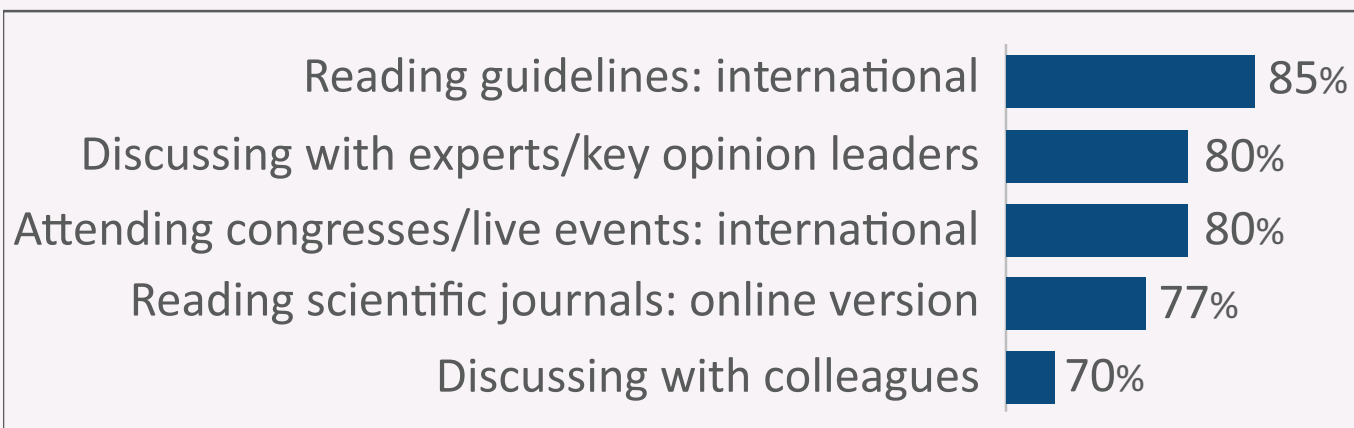 Reading guidelines: international 85%
Discussing with experts/key opinion leaders 80%
Attending congresses/live events: international 80%
Reading scientific journals: online version 77%
Discussing with colleagues 70%